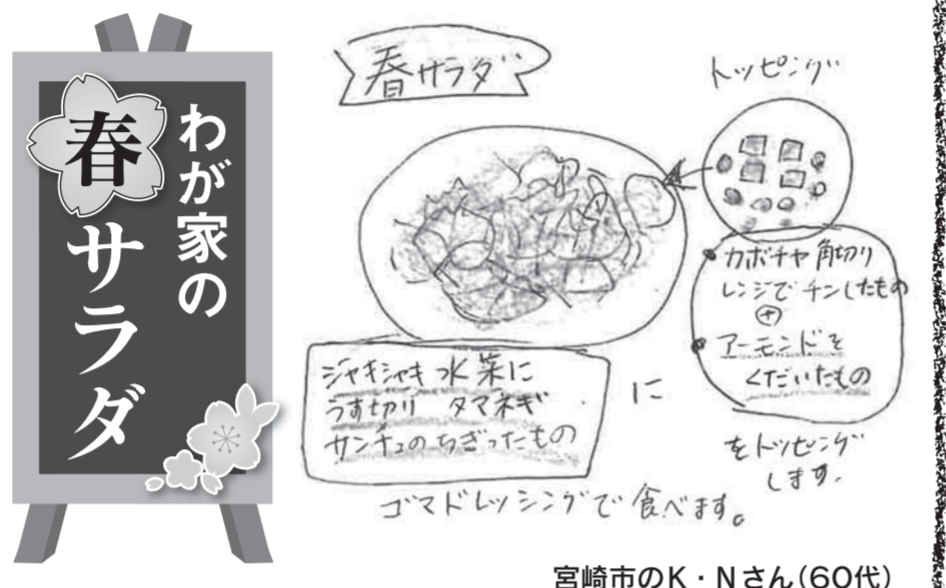 わが家の
春サラダ
春サラダ
トッピング
・カボチャ角切り
レンジでチンしたもの
⊕
・アーモンドを
くだいたもの
ジャキシャキ水菜に
うす切り タマネギ
サンチュのちぎったもの
に
をトッピング
します.
ゴマドレッシングで食べます。
宮崎市のK・Nさん(60代)